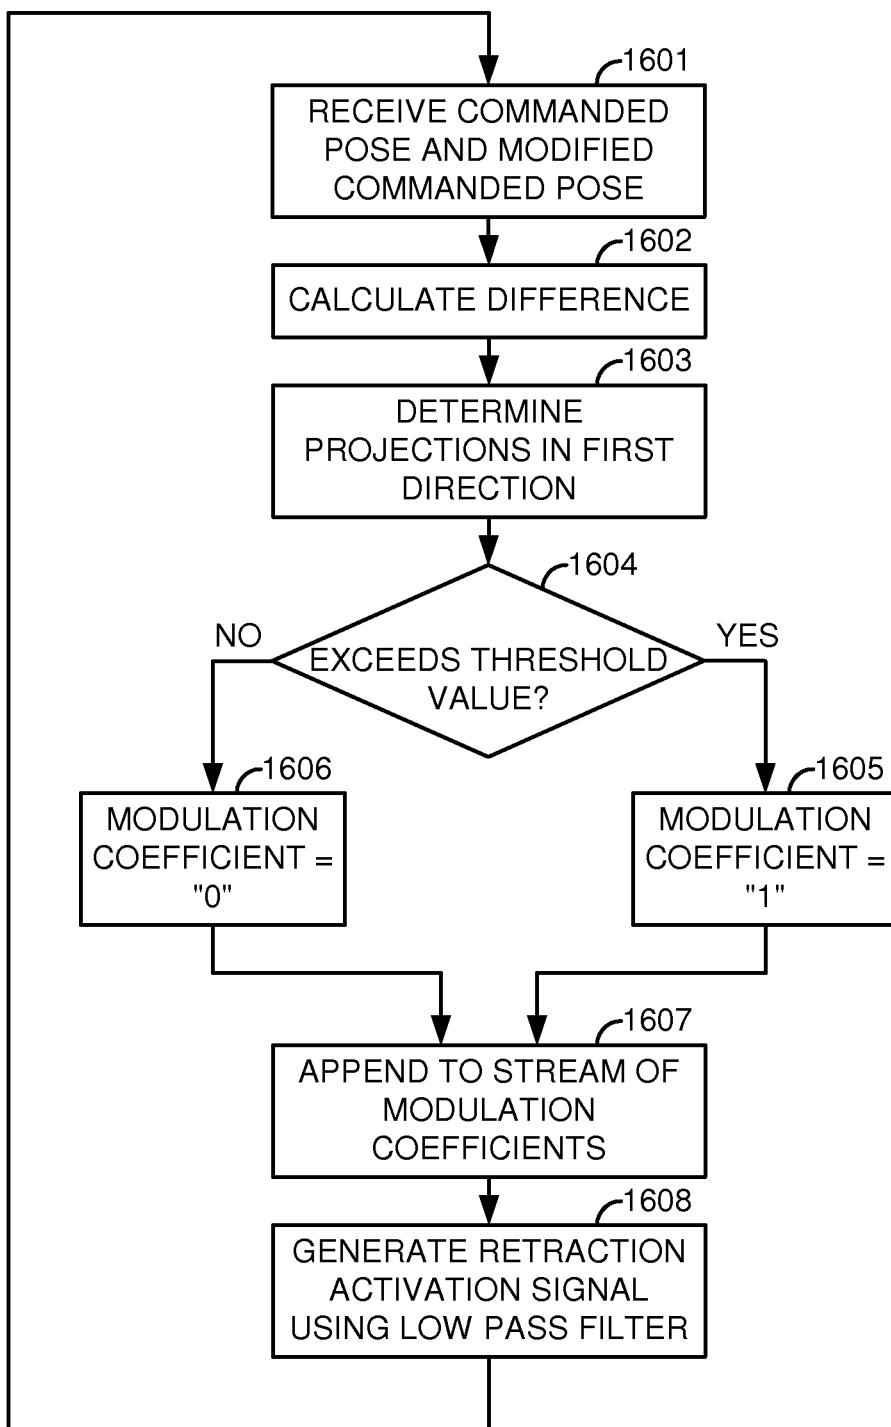 1601
RECEIVE COMMANDED
POSE AND MODIFIED
COMMANDED POSE
1602
CALCULATE DIFFERENCE
1603
DETERMINE
PROJECTIONS IN FIRST
DIRECTION
1604
NO
YES
EXCEEDS THRESHOLD
VALUE?
1606
MODULATION
COEFFICIENT =
"0"
1605
MODULATION
COEFFICIENT =
"1"
1607
APPEND TO STREAM OF
MODULATION
COEFFICIENTS
1608
GENERATE RETRACTION
ACTIVATION SIGNAL
USING LOW PASS FILTER